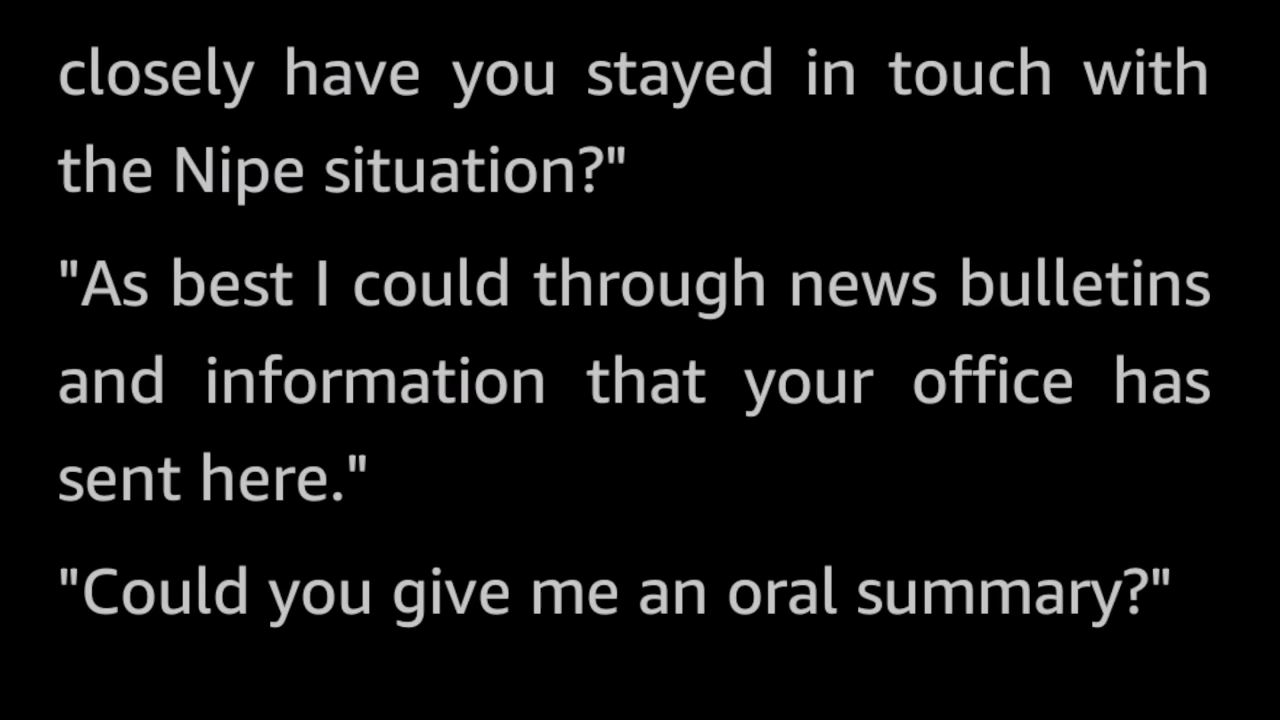 closely have you stayed in touch with
the Nipe situation?"
"As best I could through news bulletins
and information that your office has
sent here."
"Could you give me an oral summary?"